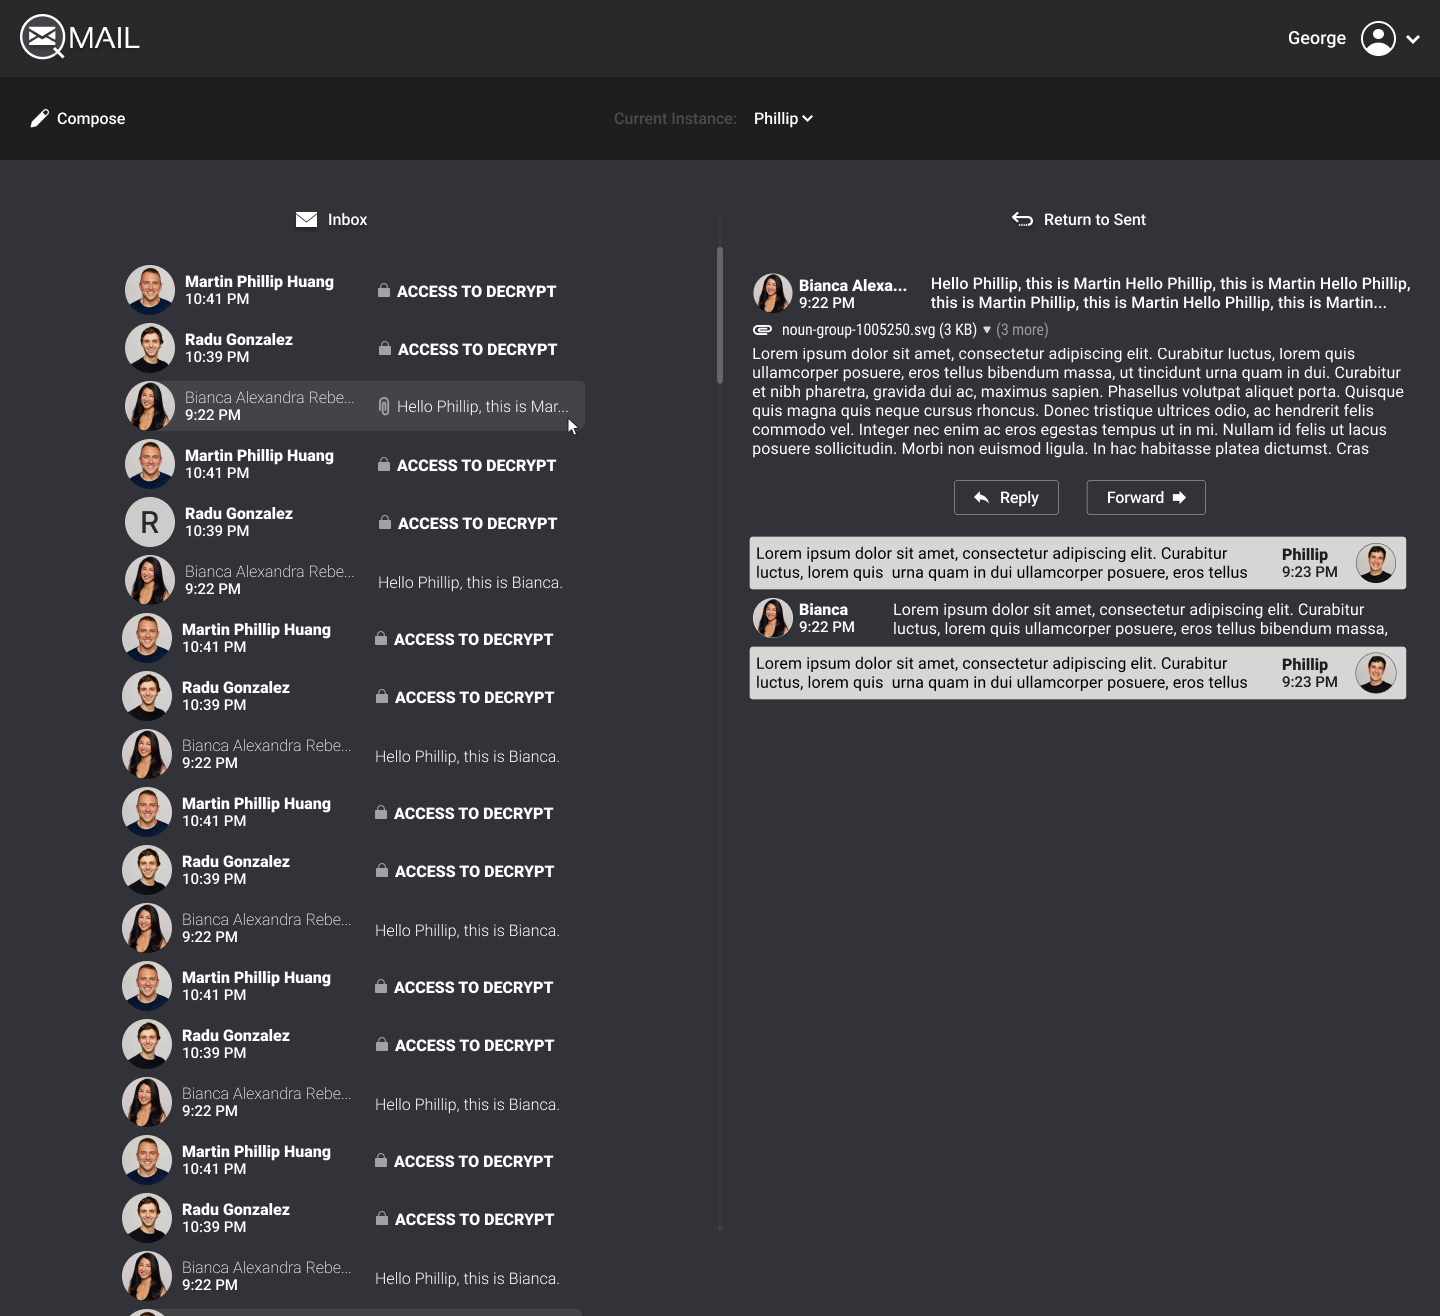 QMAIL
George
Compose
Current Instance: Phillip
Inbox
Martin Phillip Huang
10:41 PM
ACCESS TO DECRYPT
Radu Gonzalez
10:39 PM
ACCESS TO DECRYPT
Bianca Alexandra Rebe...
9:22 PM
Hello Phillip, this is Mar...
Martin Phillip Huang
10:41 PM
ACCESS TO DECRYPT
R
Radu Gonzalez
10:39 PM
ACCESS TO DECRYPT
Bianca Alexandra Rebe...
9:22 PM
Hello Phillip, this is Bianca.
Martin Phillip Huang
10:41 PM
ACCESS TO DECRYPT
Radu Gonzalez
10:39 PM
ACCESS TO DECRYPT
Bianca Alexandra Rebe...
9:22 PM
Hello Phillip, this is Bianca.
Martin Phillip Huang
10:41 PM
ACCESS TO DECRYPT
Radu Gonzalez
10:39 PM
ACCESS TO DECRYPT
Bianca Alexandra Rebe...
9:22 PM
Hello Phillip, this is Bianca.
Martin Phillip Huang
10:41 PM
ACCESS TO DECRYPT
Radu Gonzalez
10:39 PM
ACCESS TO DECRYPT
Bianca Alexandra Rebe...
9:22 PM
Hello Phillip, this is Bianca.
Martin Phillip Huang
10:41 PM
ACCESS TO DECRYPT
Radu Gonzalez
10:39 PM
ACCESS TO DECRYPT
Bianca Alexandra Rebe...
9:22 PM
Hello Phillip, this is Bianca.
Return to Sent
Bianca Alexa...
9:22 PM
Hello Phillip, this is Martin Hello Phillip, this is Martin Hello Phillip,
this is Martin Phillip, this is Martin Hello Phillip, this is Martin...
noun-group-1005250.svg (3 KB) ▼ (3 more)
Lorem ipsum dolor sit amet, consectetur adipiscing elit. Curabitur luctus, lorem quis
ullamcorper posuere, eros tellus bibendum massa, ut tincidunt urna quam in dui. Curabitur
et nibh pharetra, gravida dui ac, maximus sapien. Phasellus volutpat aliquet porta. Quisque
quis magna quis neque cursus rhoncus. Donec tristique ultrices odio, ac hendrerit felis
commodo vel. Integer nec enim ac eros egestas tempus ut in mi. Nullam id felis ut lacus
posuere sollicitudin. Morbi non euismod ligula. In hac habitasse platea dictumst. Cras
Reply
Forward
Lorem ipsum dolor sit amet, consectetur adipiscing elit. Curabitur
luctus, lorem quis  urna quam in dui ullamcorper posuere, eros tellus
Phillip
9:23 PM
Bianca
9:22 PM
Lorem ipsum dolor sit amet, consectetur adipiscing elit. Curabitur
luctus, lorem quis ullamcorper posuere, eros tellus bibendum massa,
Lorem ipsum dolor sit amet, consectetur adipiscing elit. Curabitur
luctus, lorem quis  urna quam in dui ullamcorper posuere, eros tellus
Phillip
9:23 PM